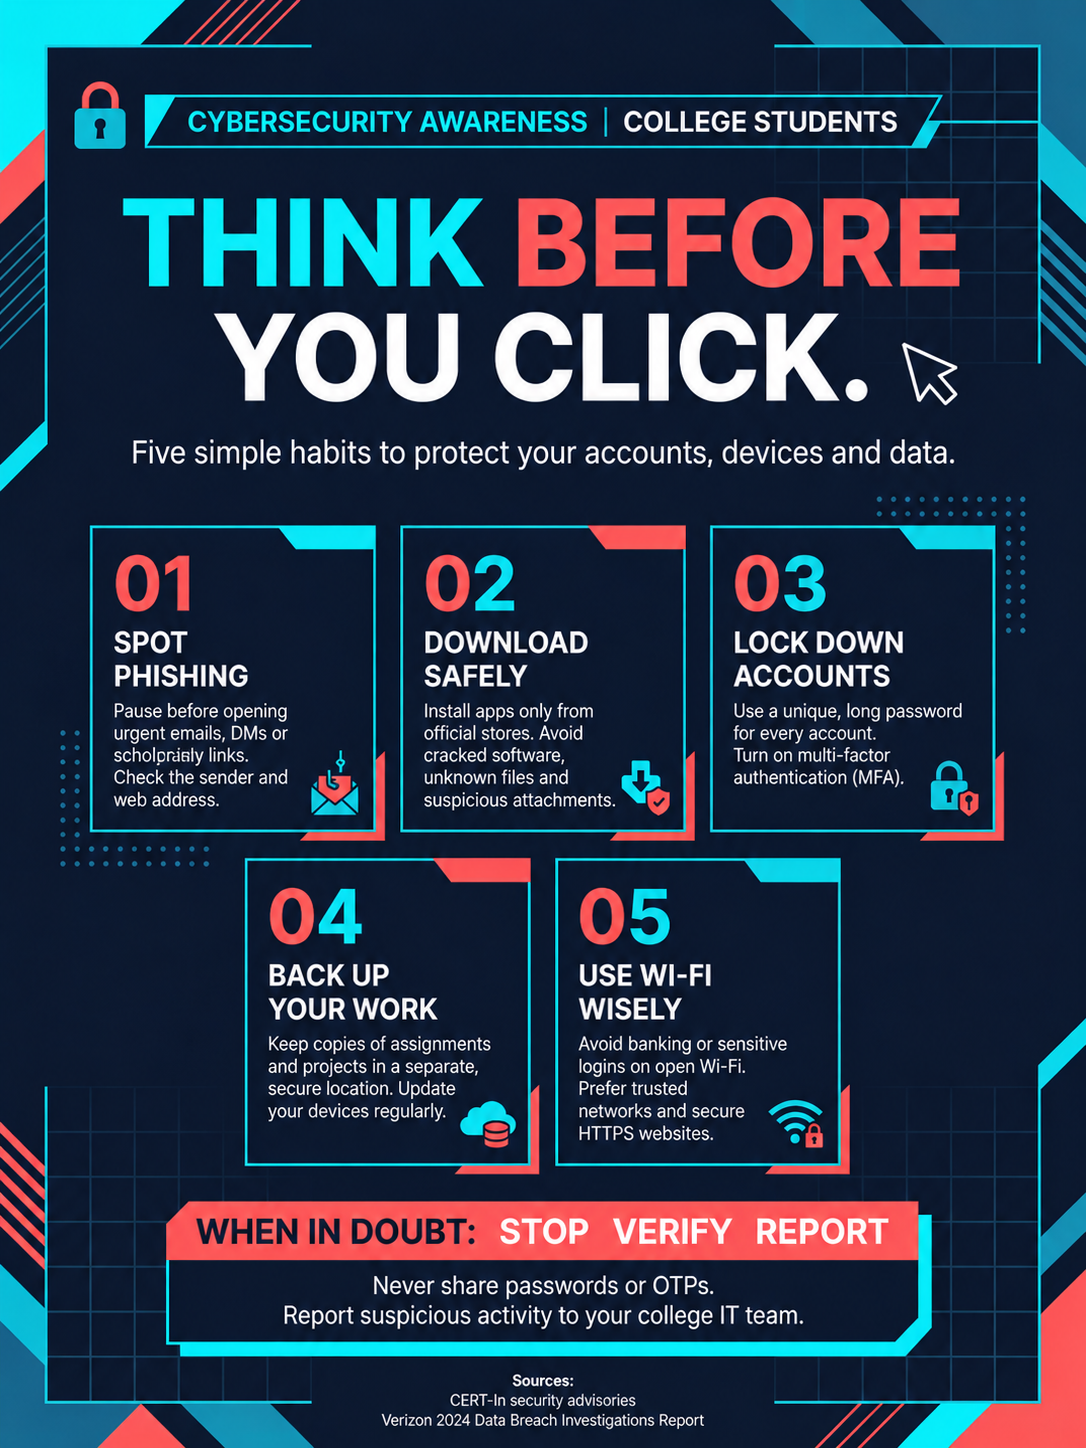 CYBERSECURITY AWARENESS | COLLEGE STUDENTS
THINK BEFORE
YOU CLICK.
Five simple habits to protect your accounts, devices and data.
01
SPOT
PHISHING
Pause before opening
urgent emails, DMs or
links.
Check the sender and
web address.
02
DOWNLOAD
SAFELY
Install apps only from
official stores. Avoid
cracked software,
unknown files and
suspicious attachments.
03
LOCK DOWN
ACCOUNTS
Use a unique, long password
for every account.
Turn on multi-factor
authentication (MFA).
04
BACK UP
YOUR WORK
Keep copies of assignments
and projects in a separate,
secure location. Update
your devices regularly.
05
USE WI-FI
WISELY
Avoid banking or sensitive
logins on open Wi-Fi.
Prefer trusted
networks and secure
HTTPS websites.
WHEN IN DOUBT: STOP VERIFY REPORT
Never share passwords or OTPs.
Report suspicious activity to your college IT team.
Sources:
CERT-In security advisories
Verizon 2024 Data Breach Investigations Report